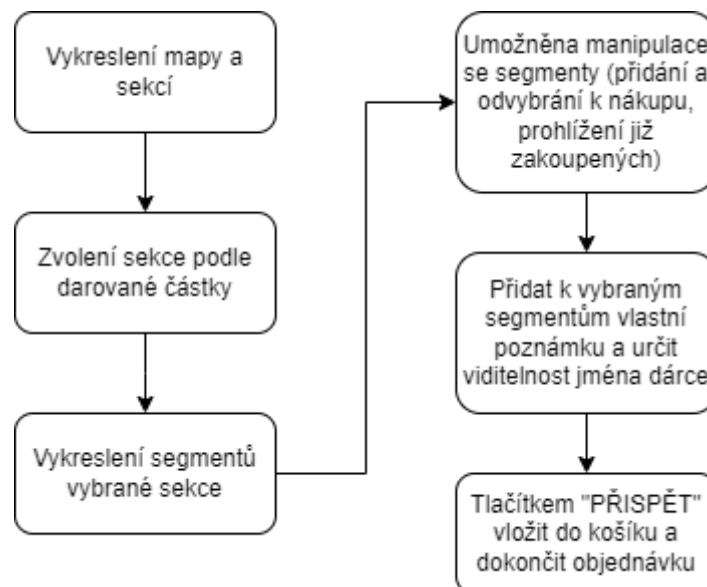 Vykreslení mapy a
sekcí
Zvolení sekce podle
darované částky
Vykreslení segmentů
vybrané sekce
Umožněna manipulace
se segmenty (přidání a
odvybrání k nákupu,
prohlížení již
zakoupených)
Přidat k vybraným
segmentům vlastní
poznámku a určit
viditelnost jména dárce
Tlačítkem "PŘISPĚT"
vložit do košíku a
dokončit objednávku